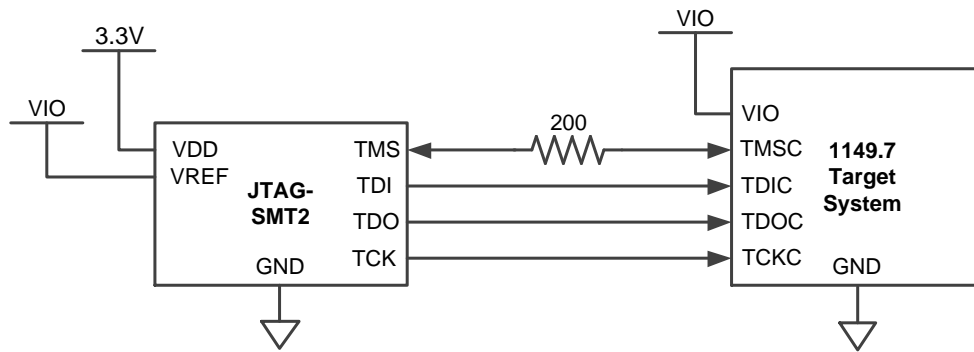 VIO
3.3V
VIO
200
VDD
VREF
JTAG-
SMT2
GND
TMS
TDI
TDO
TCK
VIO
TMSC
TDIC
TDOC
TCKC
1149.7
Target
System
GND